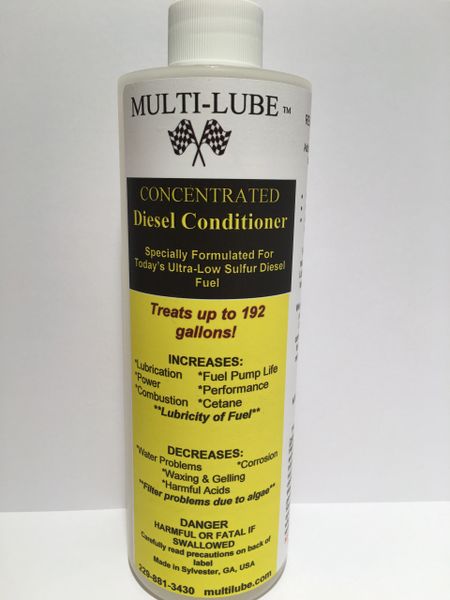 MULTI-LUBE™
CONCENTRATED
Diesel Conditioner
Specially Formulated For
Today's Ultra-Low Sulfur Diesel
Fuel
Treats up to 192
gallons!
INCREASES:
*Lubrication *Fuel Pump Life
*Power *Performance
*Combustion *Cetane
**Lubricity of Fuel**
DECREASES:
*Water Problems *Corrosion
*Waxing & Gelling
*Harmful Acids
**Filter problems due to algae**
DANGER
HARMFUL OR FATAL IF
SWALLOWED
Carefully read precautions on back of
label
Made in Sylvester, GA, USA
229-881-3430 multilube.com